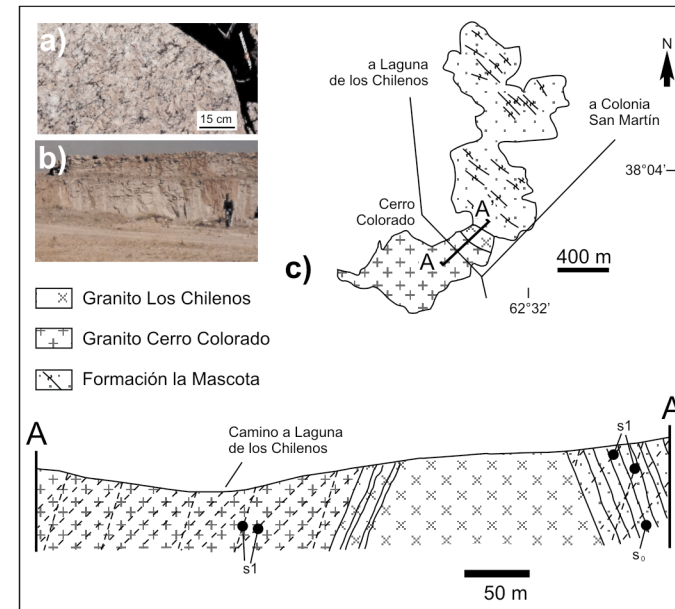 a)
15 cm
b)
c)
a Laguna
de los Chilenos
a Colonia
San Martín
N
38°04'
Cerro
Colorado
A'
A
400 m
62°32'
Granito Los Chilenos
Granito Cerro Colorado
Formación la Mascota
A
Camino a Laguna
de los Chilenos
s1
A
s1
s₀
50 m